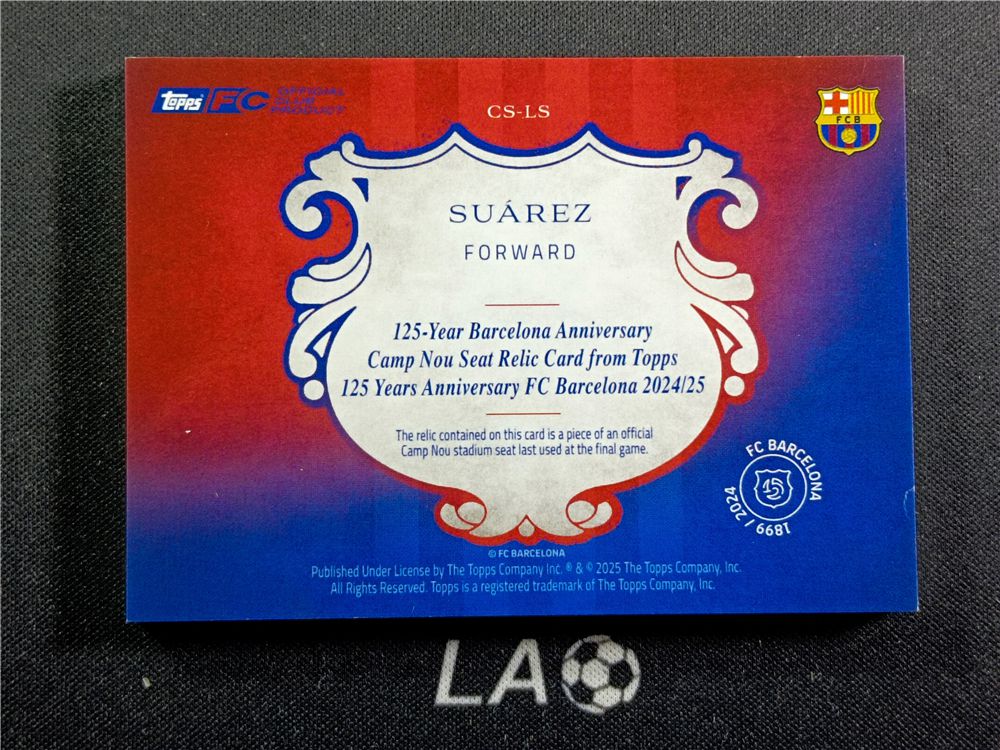 Topps FC OFFICIAL
CLUB
PRODUCT
CS-LS
FCB
SUÁREZ
FORWARD
125-Year Barcelona Anniversary
Camp Nou Seat Relic Card from Topps
125 Years Anniversary FC Barcelona 2024/25
The relic contained on this card is a piece of an official
Camp Nou stadium seat last used at the final game.
FC BARCELONA
1899 / 2024
© FC BARCELONA
Published Under License by The Topps Company Inc. ® & © 2025 The Topps Company, Inc.
All Rights Reserved. Topps is a registered trademark of The Topps Company, Inc.
LA